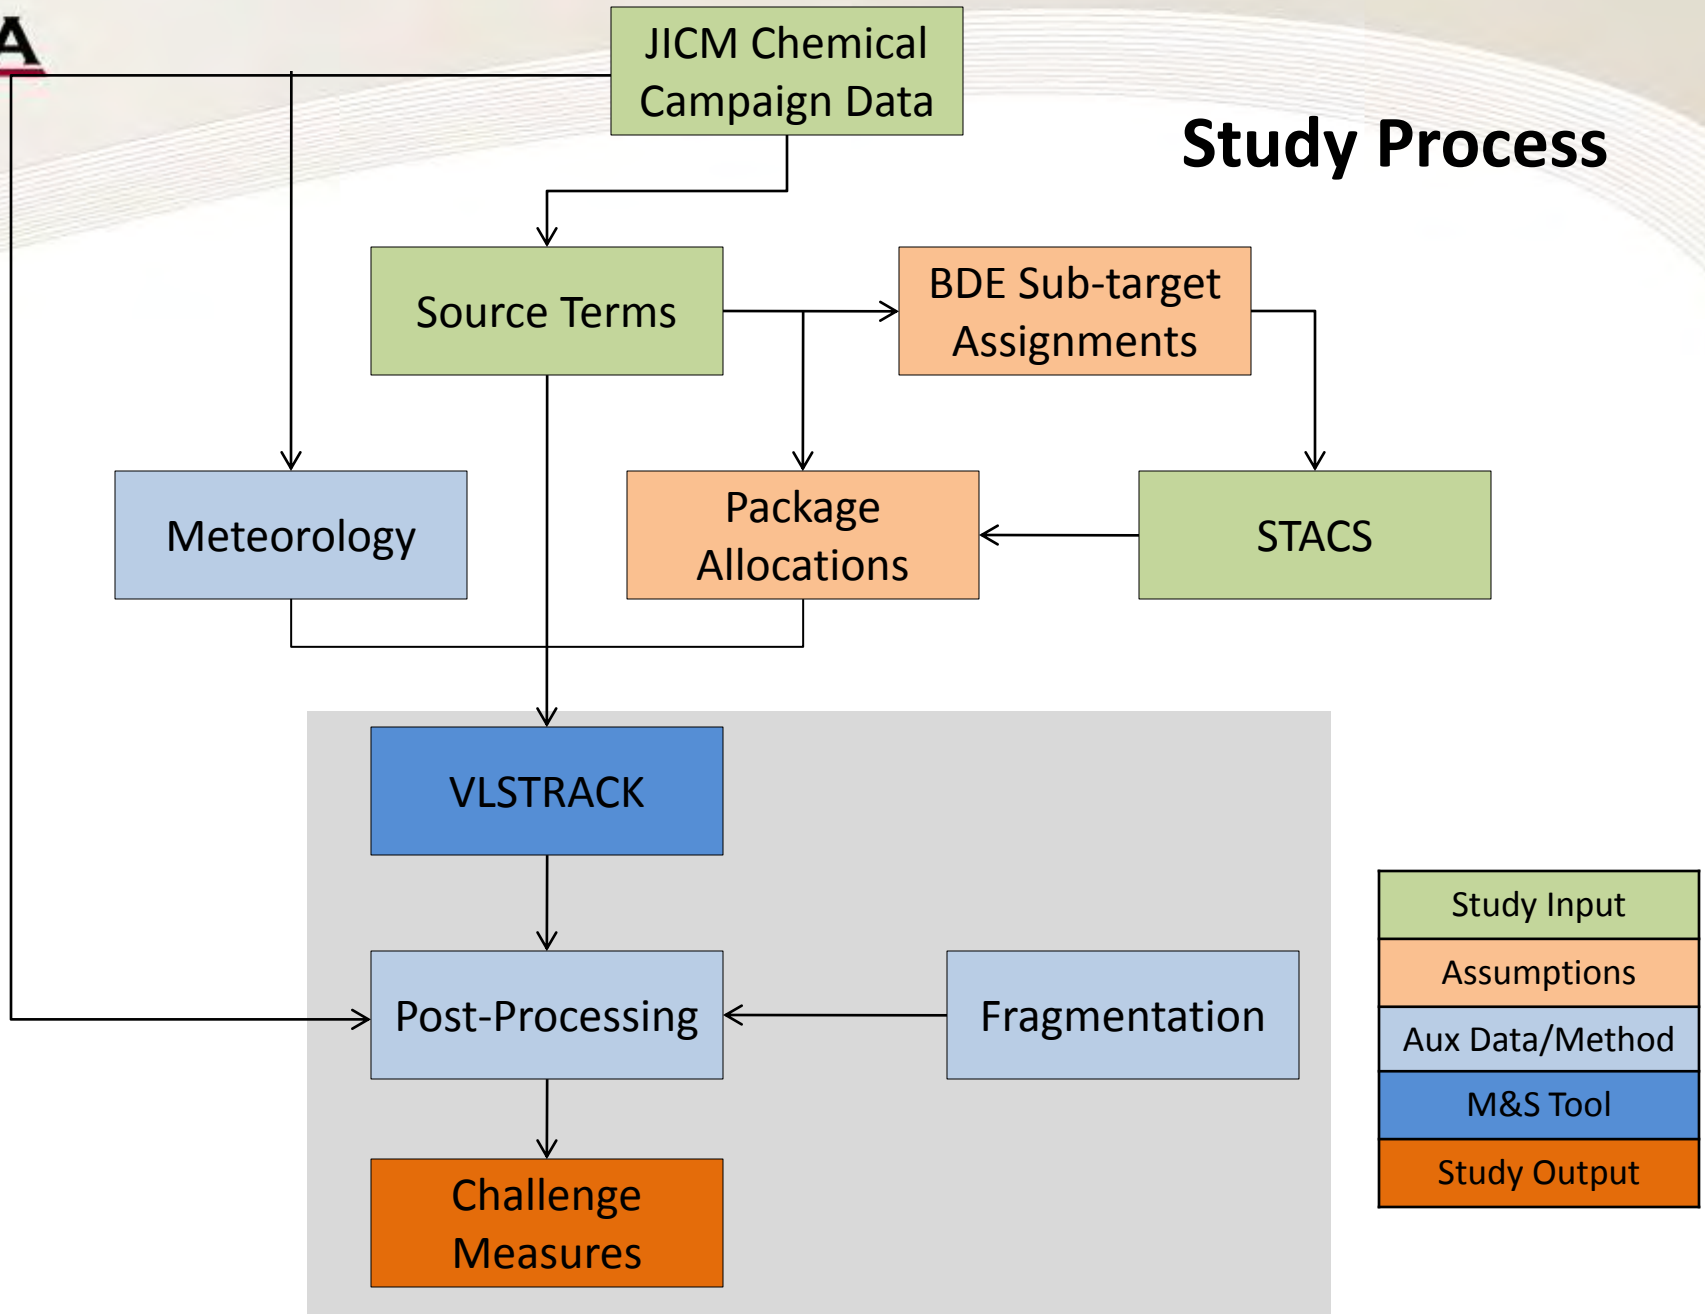 A
JICM Chemical
Campaign Data
Study Process
Source Terms
BDE Sub-target
Assignments
Meteorology
Package
Allocations
STACS
VLSTRACK
Post-Processing
Fragmentation
Challenge
Measures
Study Input
Assumptions
Aux Data/Method
M&S Tool
Study Output